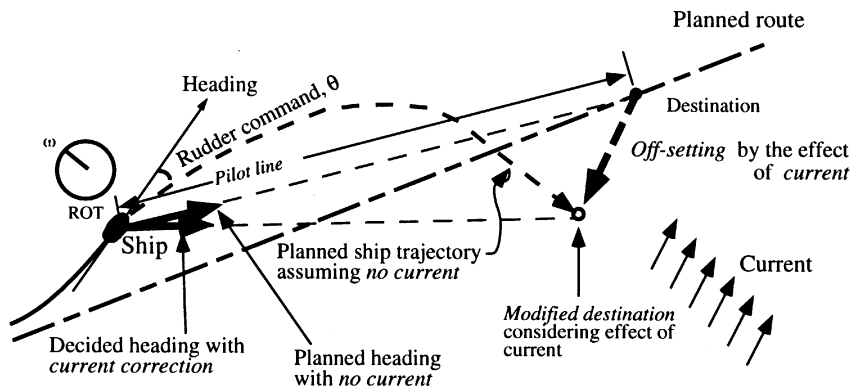 Planned route
Heading
Rudder command, θ
Destination
ω
Pilot line
Off-setting by the effect
of current
ROT
Ship
Planned ship trajectory
assuming no current
Current
Modified destination
considering effect of
current
Decided heading with
current correction
Planned heading
with no current